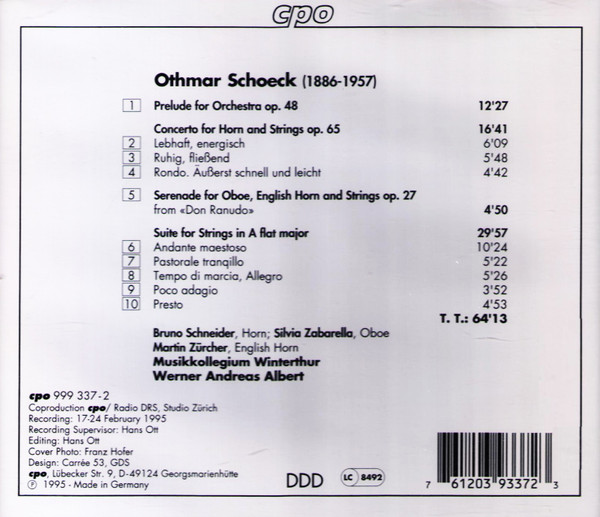 cpo
Othmar Schoeck (1886-1957)
1 Prelude for Orchestra op. 48 12'27
Concerto for Horn and Strings op. 65 16'41
2 Lebhaft, energisch 6'09
3 Ruhig, fließend 5'48
4 Rondo. Äußerst schnell und leicht 4'42
5 Serenade for Oboe, English Horn and Strings op. 27
from «Don Ranudo» 4'50
Suite for Strings in A flat major 29'57
6 Andante maestoso 10'24
7 Pastorale tranqillo 5'22
8 Tempo di marcia, Allegro 5'26
9 Poco adagio 3'52
10 Presto 4'53
T. T.: 64'13
Bruno Schneider, Horn; Silvia Zabarella, Oboe
Martin Zürcher, English Horn
Musikkollegium Winterthur
Werner Andreas Albert
cpo 999 337-2
Coproduction cpo/ Radio DRS, Studio Zürich
Recording: 17-24 February 1995
Recording Supervisor: Hans Ott
Editing: Hans Ott
Cover Photo: Franz Hofer
Design: Carrée 53, GDS
cpo, Lübecker Str. 9, D-49124 Georgsmarienhütte
℗ 1995 - Made in Germany
DDD
LC 8492
7 61203 93372 3